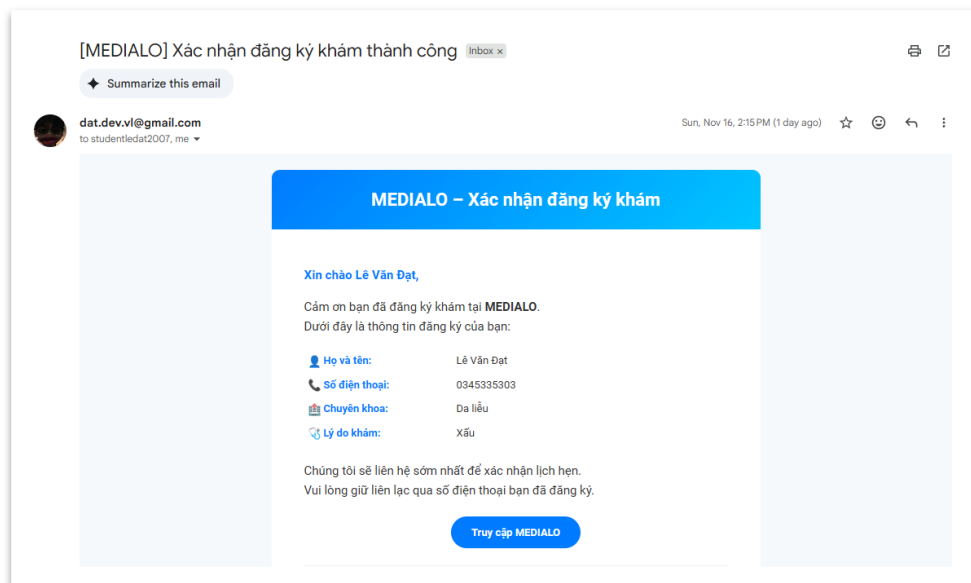 [MEDIALO] Xác nhận đăng ký khám thành công Inbox x
Summarize this email
dat.dev.vl@gmail.com Sun, Nov 16, 2:15 PM (1 day ago)
to studentledat2007, me
MEDIALO – Xác nhận đăng ký khám
Xin chào Lê Văn Đạt,
Cảm ơn bạn đã đăng ký khám tại MEDIALO.
Dưới đây là thông tin đăng ký của bạn:
Họ và tên: Lê Văn Đạt
Số điện thoại: 0345335303
Chuyên khoa: Da liễu
Lý do khám: Xấu
Chúng tôi sẽ liên hệ sớm nhất để xác nhận lịch hẹn.
Vui lòng giữ liên lạc qua số điện thoại bạn đã đăng ký.
Truy cập MEDIALO